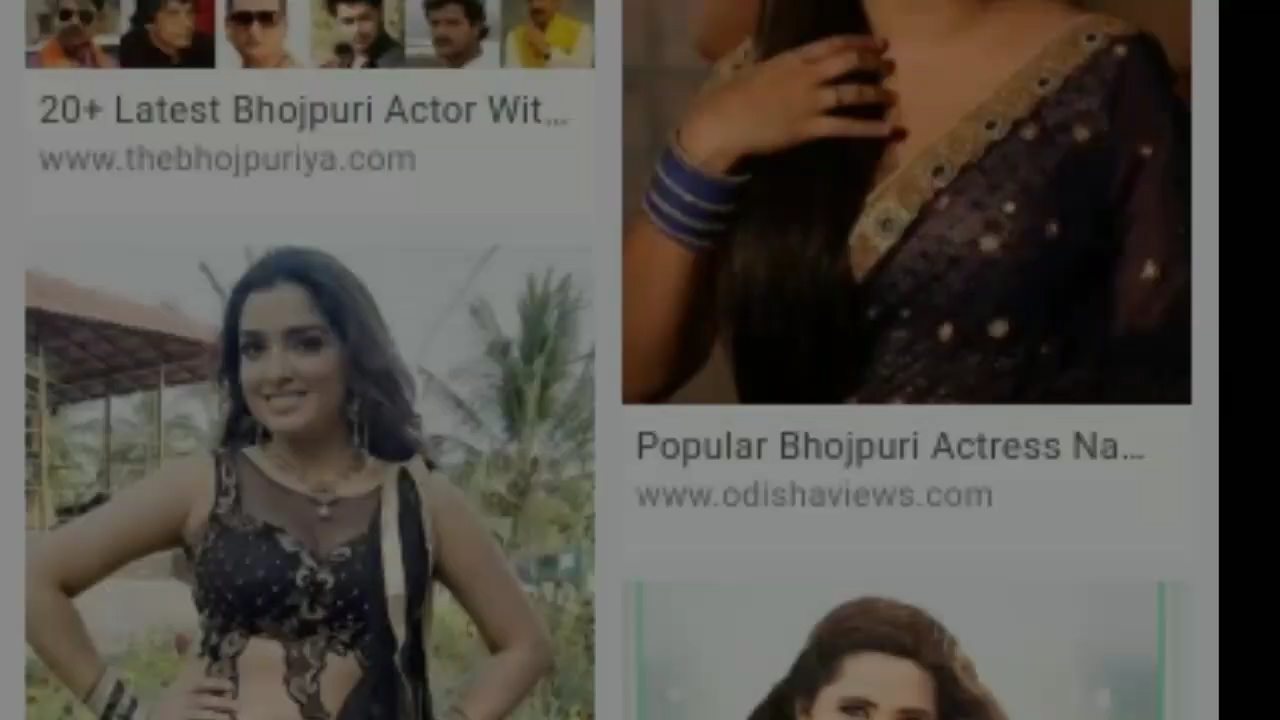 20+ Latest Bhojpuri Actor Wit...
www.thebhojpuriya.com
Popular Bhojpuri Actress Na...
www.odishaviews.com